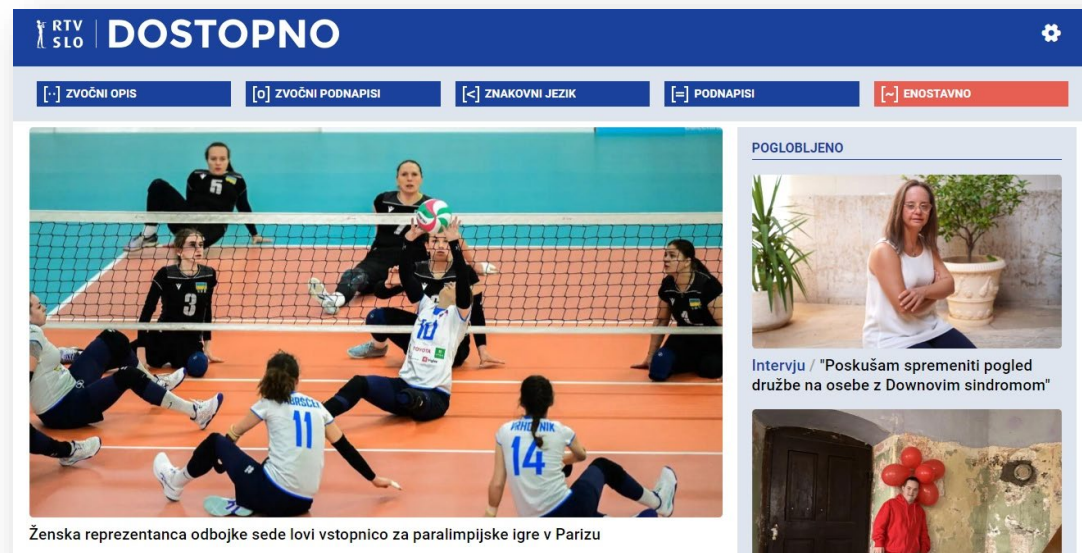 RTV
SLO
DOSTOPNO
[··] ZVOČNI OPIS
[o] ZVOČNI PODNAPISI
[<] ZNAKOVNI JEZIK
[=] PODNAPISI
[~] ENOSTAVNO
5
3
10
TOYOTA
11
14
Ženska reprezentanca odbojke sede lovi vstopnico za paralimpijske igre v Parizu
POGLOBLJENO
Intervju / "Poskušam spremeniti pogled
družbe na osebe z Downovim sindromom"